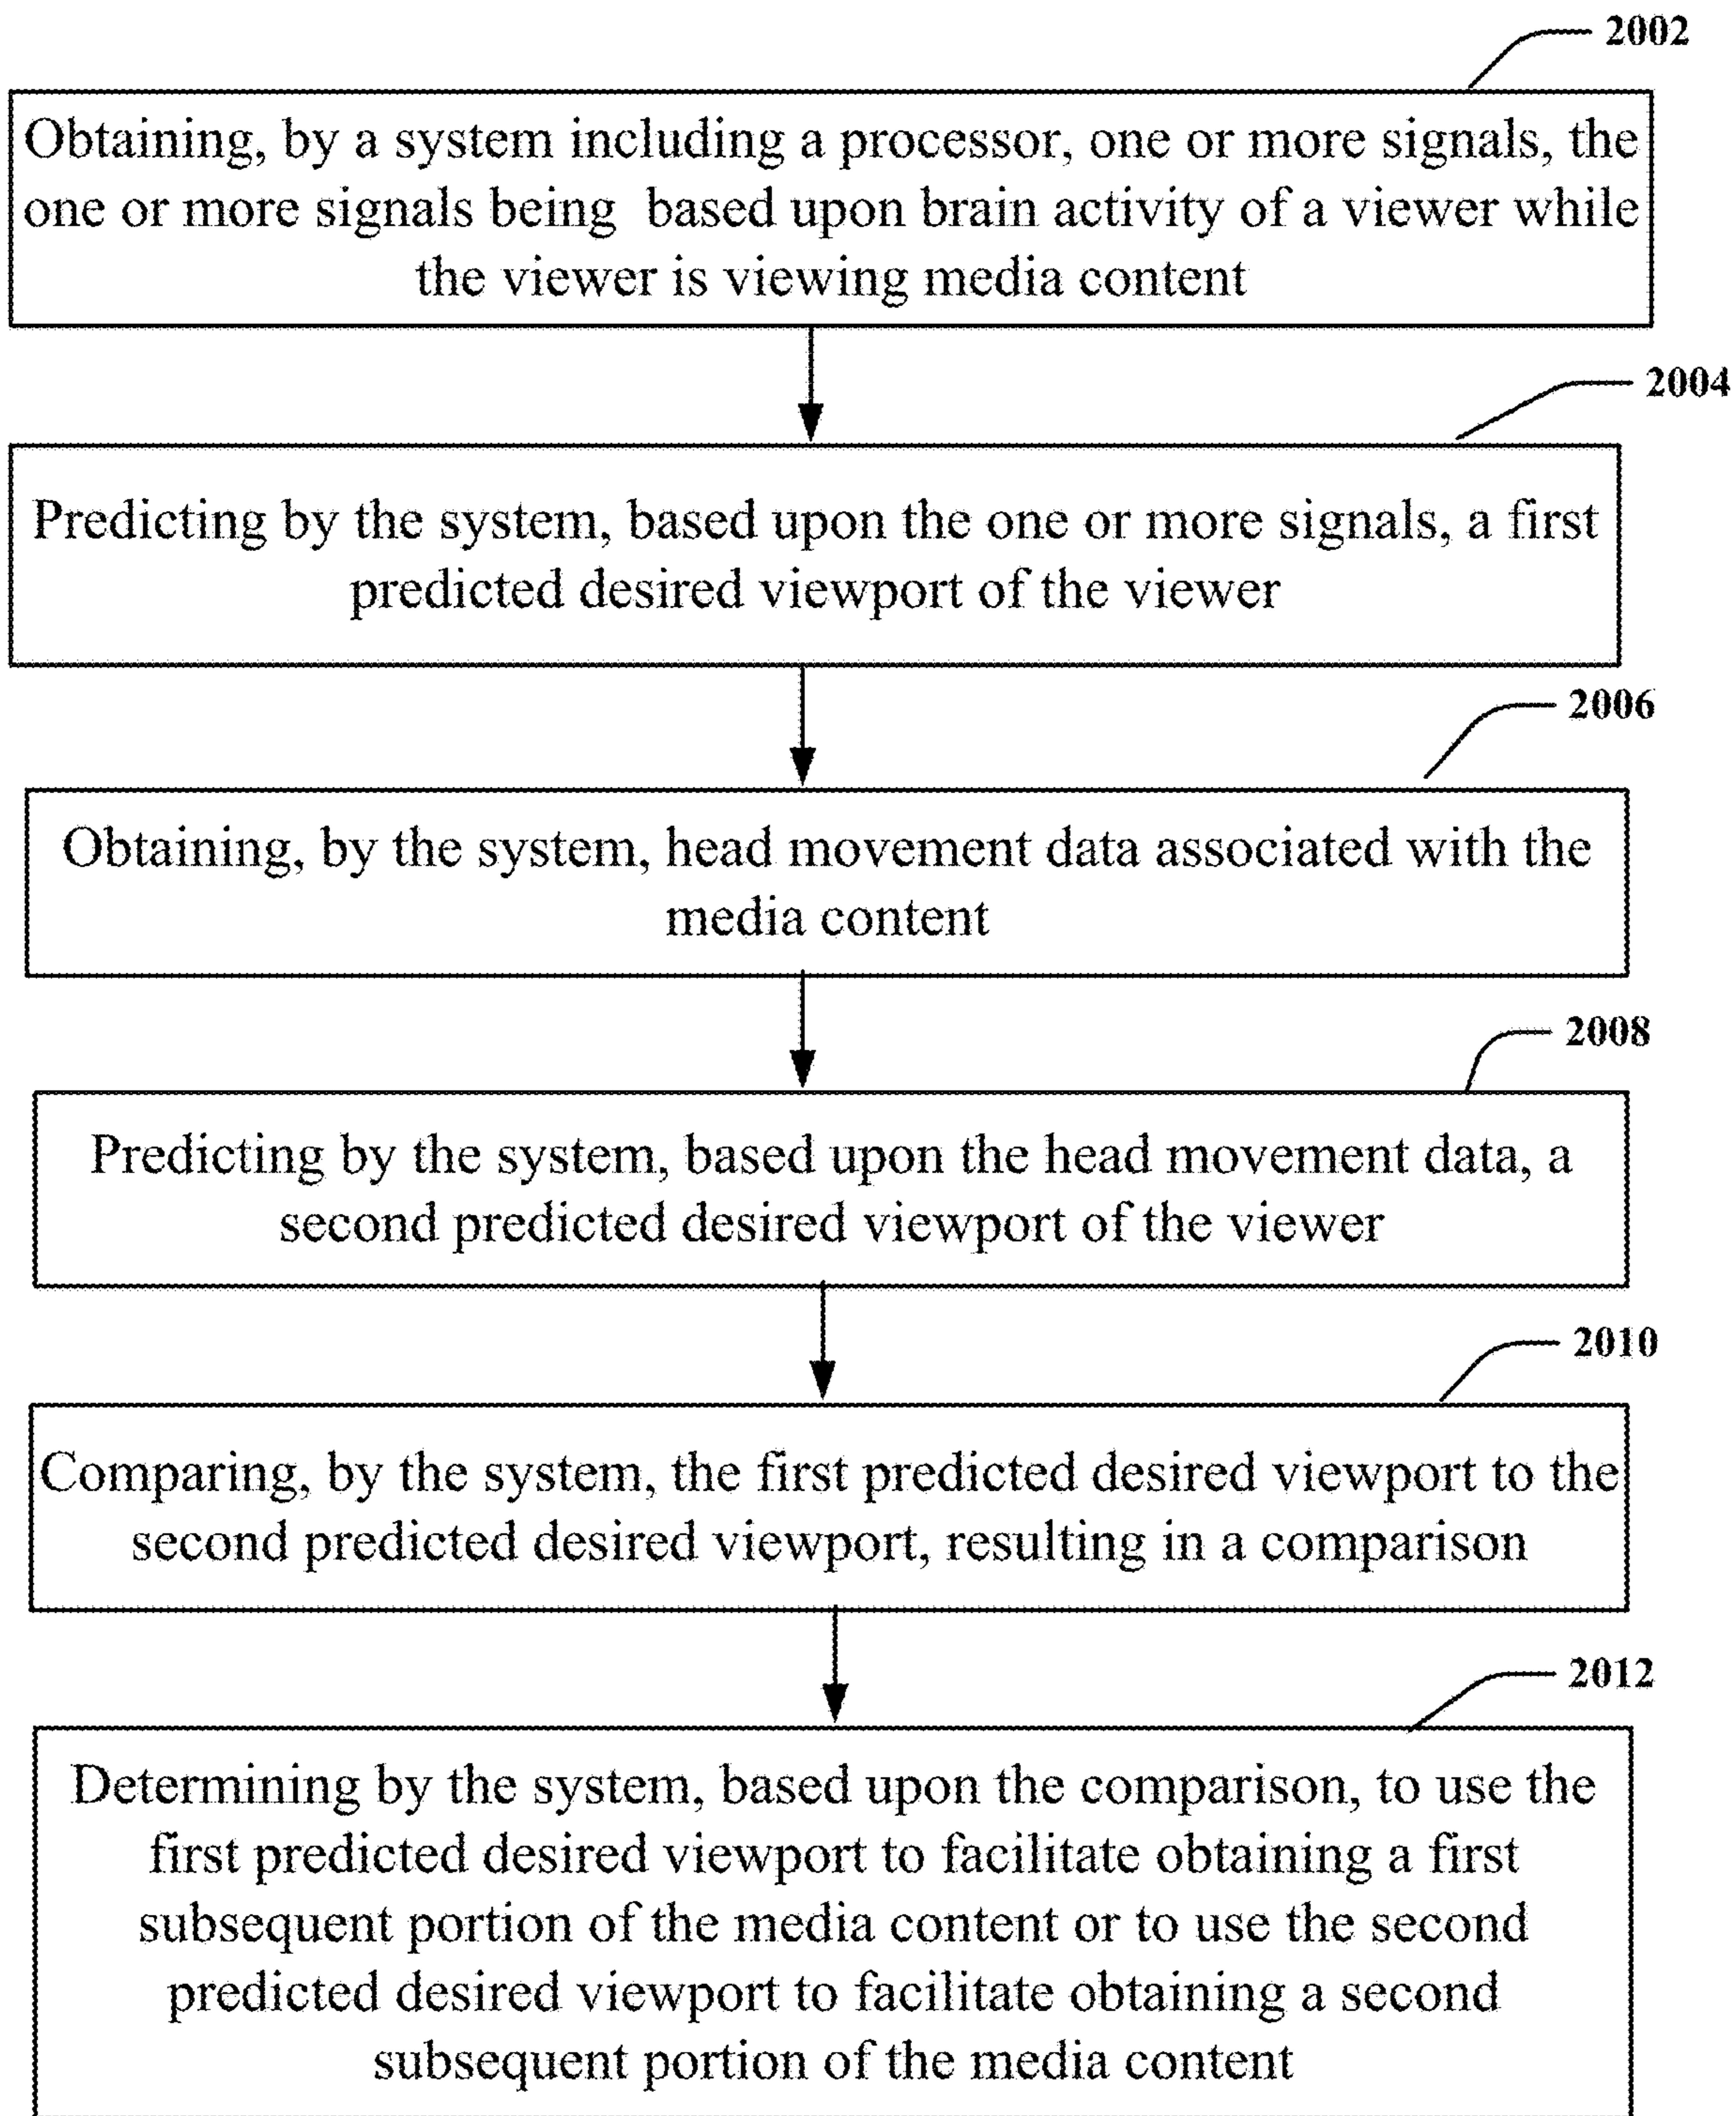 2002
Obtaining, by a system including a processor, one or more signals, the
one or more signals being based upon brain activity of a viewer while
the viewer is viewing media content
2004
Predicting by the system, based upon the one or more signals, a first
predicted desired viewport of the viewer
2006
Obtaining, by the system, head movement data associated with the
media content
2008
Predicting by the system, based upon the head movement data, a
second predicted desired viewport of the viewer
2010
Comparing, by the system, the first predicted desired viewport to the
second predicted desired viewport, resulting in a comparison
2012
Determining by the system, based upon the comparison, to use the
first predicted desired viewport to facilitate obtaining a first
subsequent portion of the media content or to use the second
predicted desired viewport to facilitate obtaining a second
subsequent portion of the media content